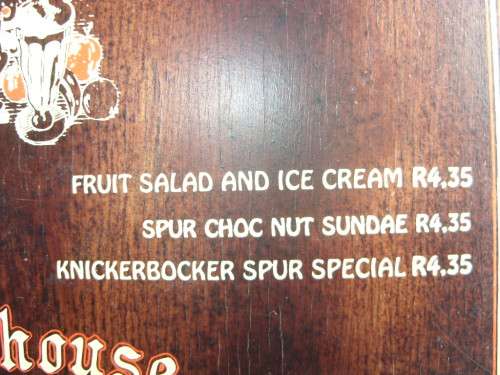 FRUIT SALAD AND ICE CREAM R4,35
SPUR CHOC NUT SUNDAE R4,35
KNICKERBOCKER SPUR SPECIAL R4,35
house